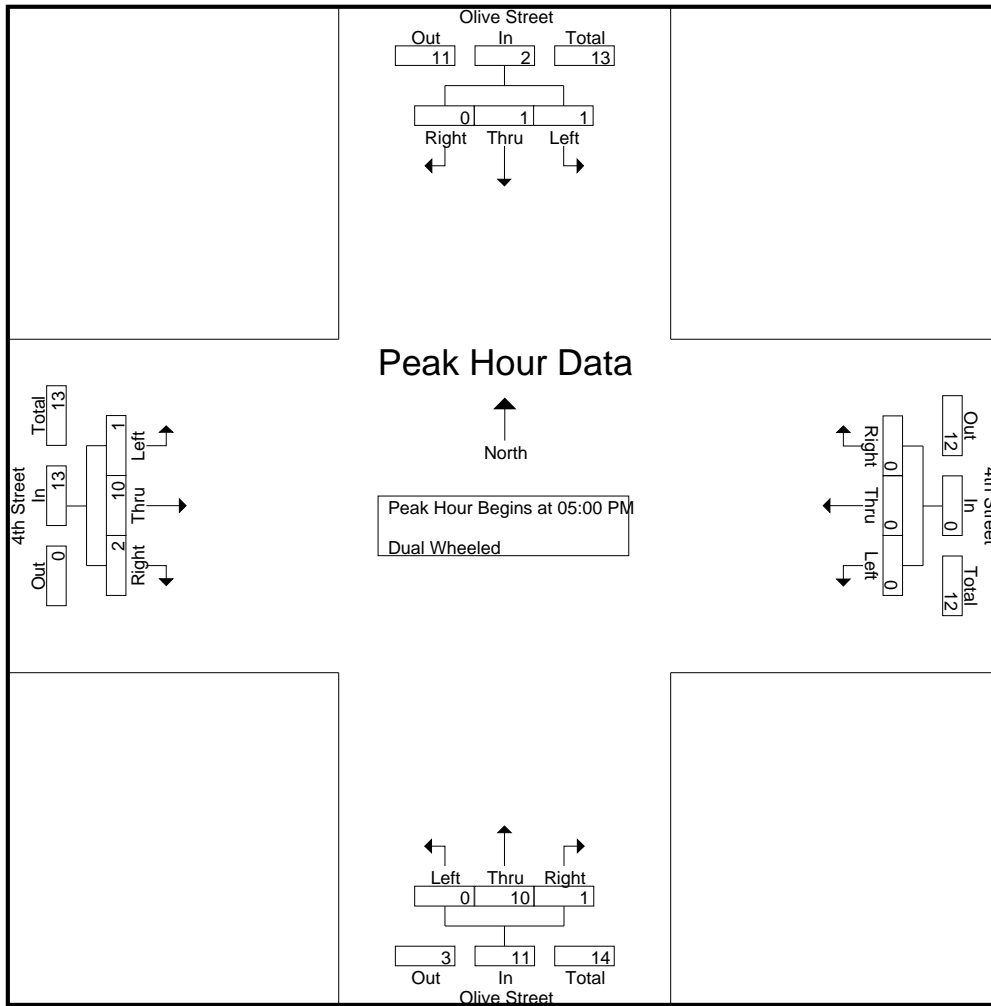 Olive Street
Out In Total
11 2 13
0 1 1
Right Thru Left
Peak Hour Data
North
Peak Hour Begins at 05:00 PM
Dual Wheeled
4th Street
Total In Out
13 13 0
1 10 2
Left Thru Right
4th Street
Out In Total
12 0 12
0 0 0
Right Thru Left
Left Thru Right
0 10 1
3 11 14
Out In Total
Olive Street